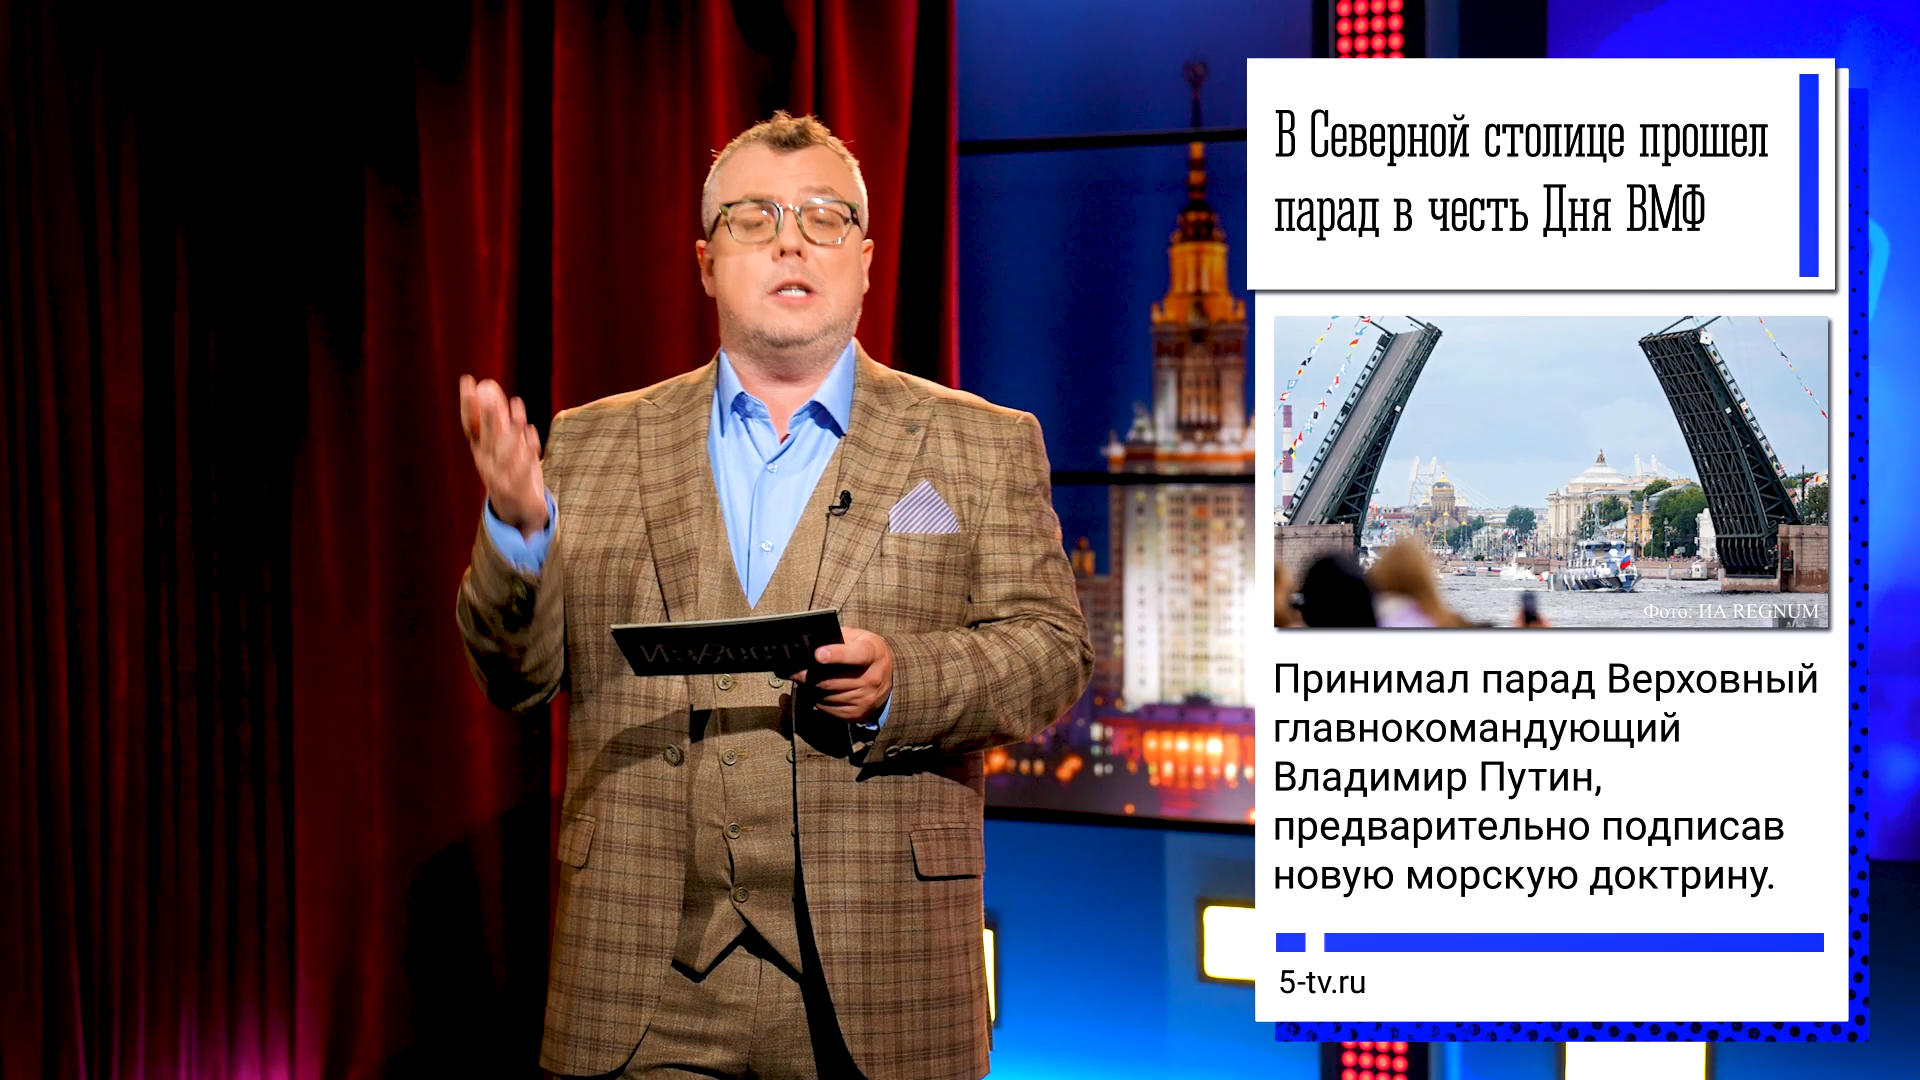 В Северной столице прошел
парад в честь Дня ВМФ
Фото: ИА REGNUM
Принимал парад Верховный
главнокомандующий
Владимир Путин,
предварительно подписав
новую морскую доктрину.
5-tv.ru